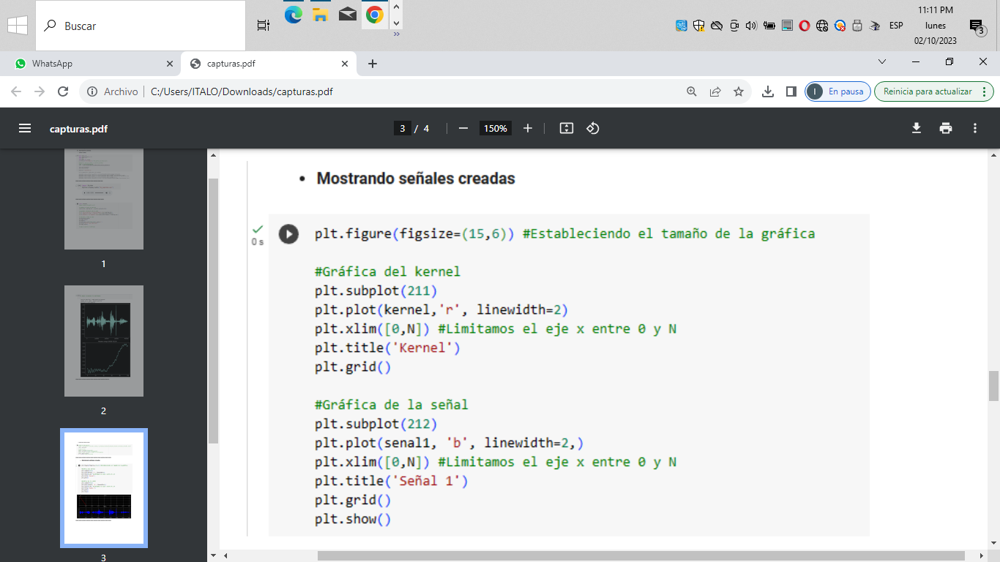 Buscar
ESP
11:11 PM
lunes
02/10/2023
3
WhatsApp
capturas.pdf
Archivo
C:/Users/ITALO/Downloads/capturas.pdf
I
En pausa
Reinicia para actualizar
capturas.pdf
3 / 4
150%
1
2
3
• Mostrando señales creadas
0 s
plt.figure(figsize=(15,6)) #Estableciendo el tamaño de la gráfica
#Gráfica del kernel
plt.subplot(211)
plt.plot(kernel,'r', linewidth=2)
plt.xlim([0,N]) #Limitamos el eje x entre 0 y N
plt.title('Kernel')
plt.grid()
#Gráfica de la señal
plt.subplot(212)
plt.plot(senal1, 'b', linewidth=2,)
plt.xlim([0,N]) #Limitamos el eje x entre 0 y N
plt.title('Señal 1')
plt.grid()
plt.show()